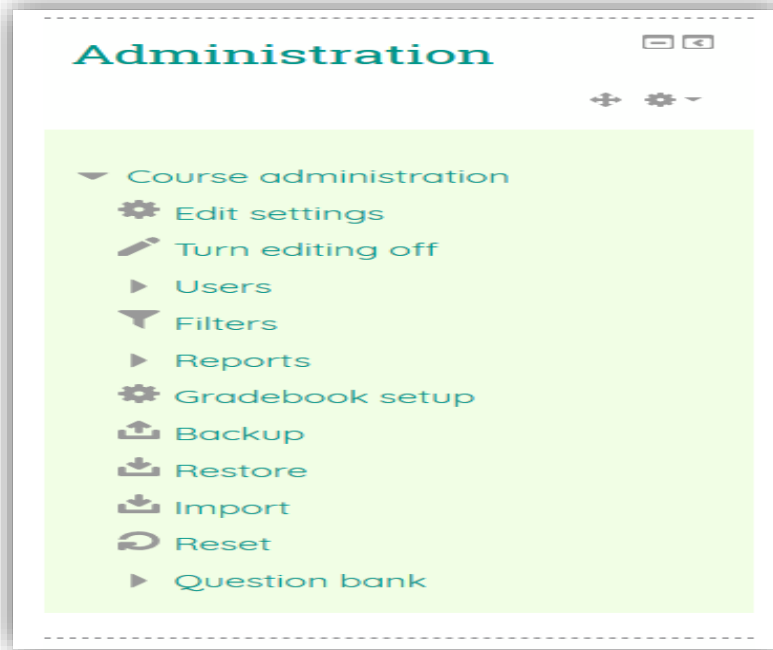 Administration
Course administration
Edit settings
Turn editing off
Users
Filters
Reports
Gradebook setup
Backup
Restore
Import
Reset
Question bank